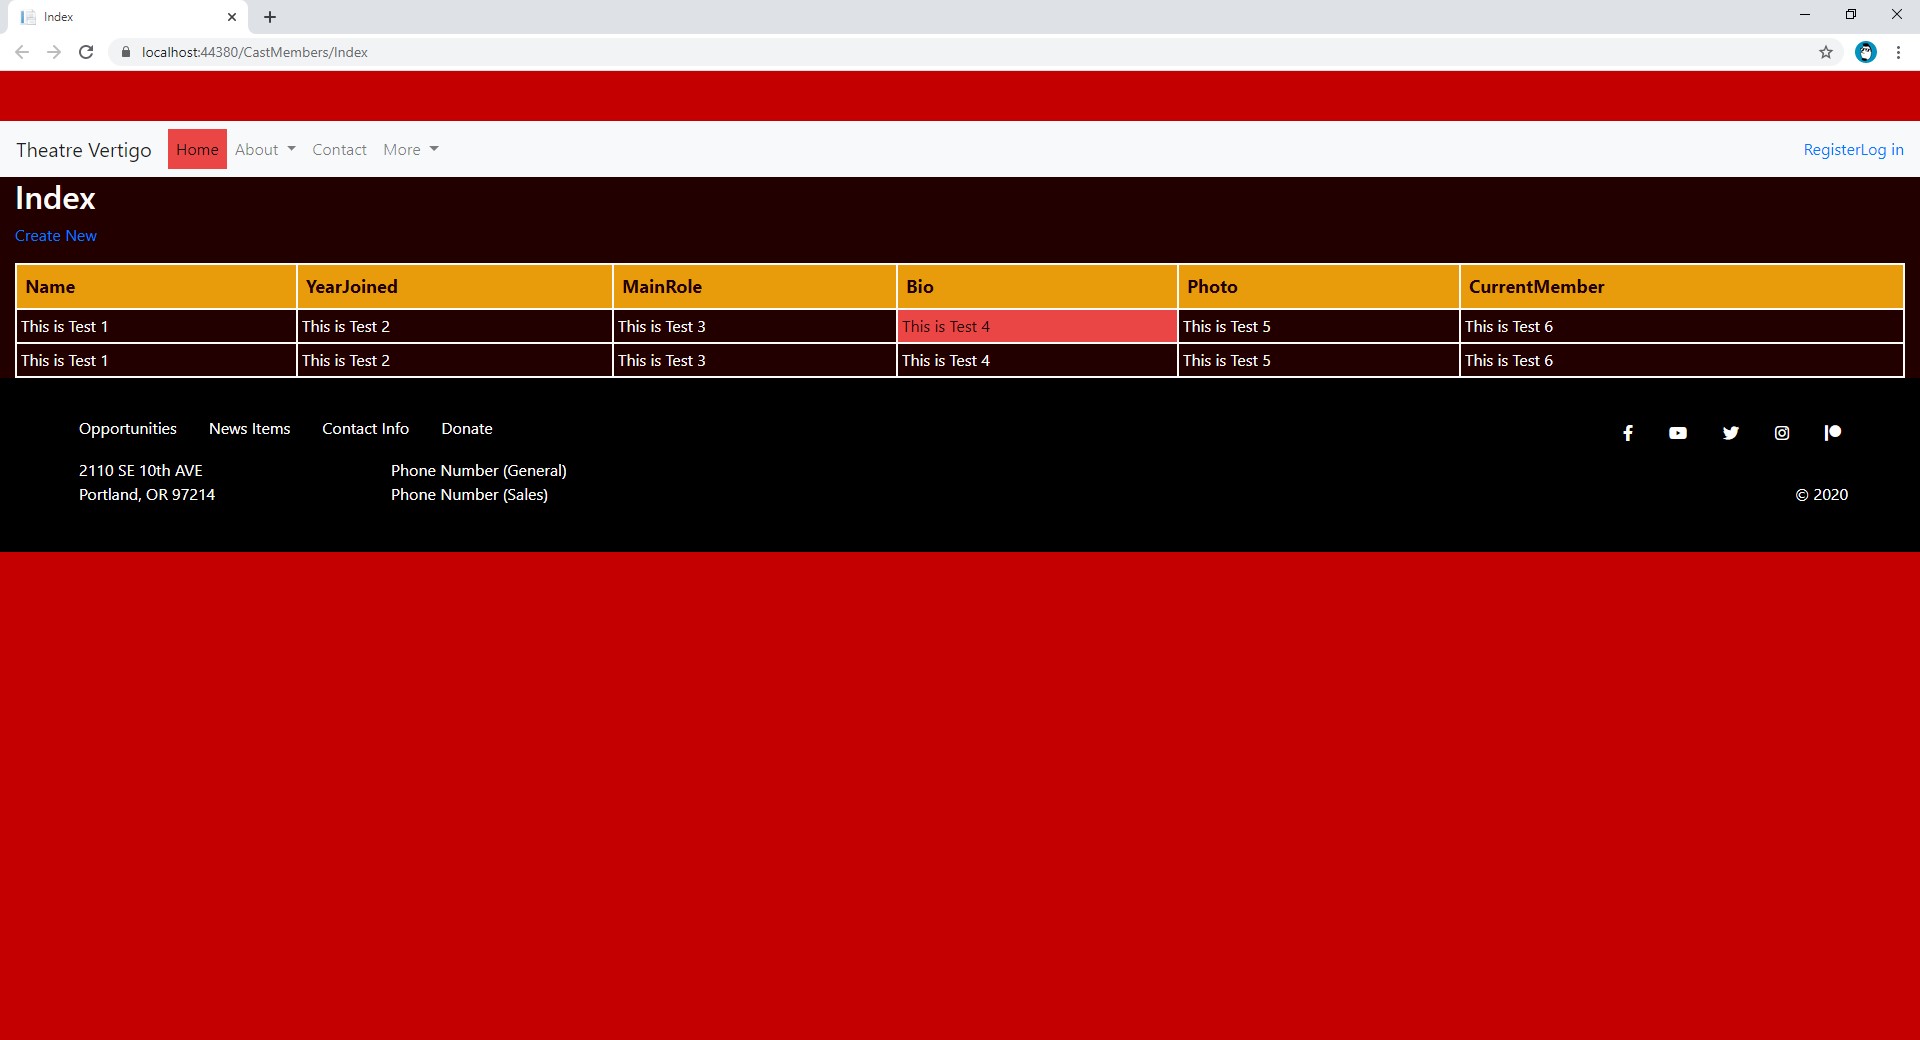 Index
localhost:44380/CastMembers/Index
Theatre Vertigo Home About Contact More RegisterLog in
Index
Create New
Name YearJoined MainRole Bio Photo CurrentMember
This is Test 1 This is Test 2 This is Test 3 This is Test 4 This is Test 5 This is Test 6
This is Test 1 This is Test 2 This is Test 3 This is Test 4 This is Test 5 This is Test 6
Opportunities News Items Contact Info Donate
2110 SE 10th AVE Phone Number (General)
Portland, OR 97214 Phone Number (Sales) © 2020